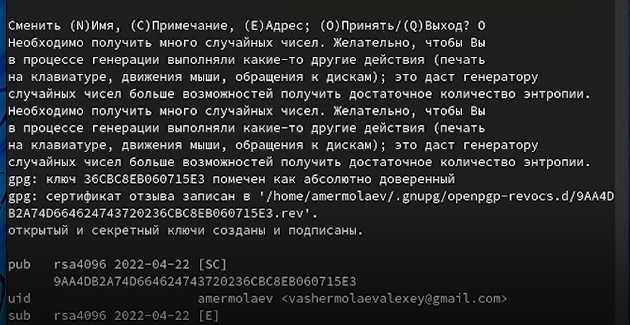 Сменить (N)Имя, (C)Примечание, (E)Адрес; (O)Принять/(Q)Выход? O
Необходимо получить много случайных чисел. Желательно, чтобы Вы
в процессе генерации выполняли какие-то другие действия (печать
на клавиатуре, движения мыши, обращения к дискам); это даст генератору
случайных чисел больше возможностей получить достаточное количество энтропии.
Необходимо получить много случайных чисел. Желательно, чтобы Вы
в процессе генерации выполняли какие-то другие действия (печать
на клавиатуре, движения мыши, обращения к дискам); это даст генератору
случайных чисел больше возможностей получить достаточное количество энтропии.
gpg: ключ 36CBC8EB060715E3 помечен как абсолютно доверенный
gpg: сертификат отзыва записан в '/home/amermolaev/.gnupg/openpgp-revocs.d/9AA4D
B2A74D664624743720236CBC8EB060715E3.rev'.
открытый и секретный ключи созданы и подписаны.
pub   rsa4096 2022-04-22 [SC]
      9AA4DB2A74D664624743720236CBC8EB060715E3
uid                      amermolaev <vashermolaevalexey@gmail.com>
sub   rsa4096 2022-04-22 [E]